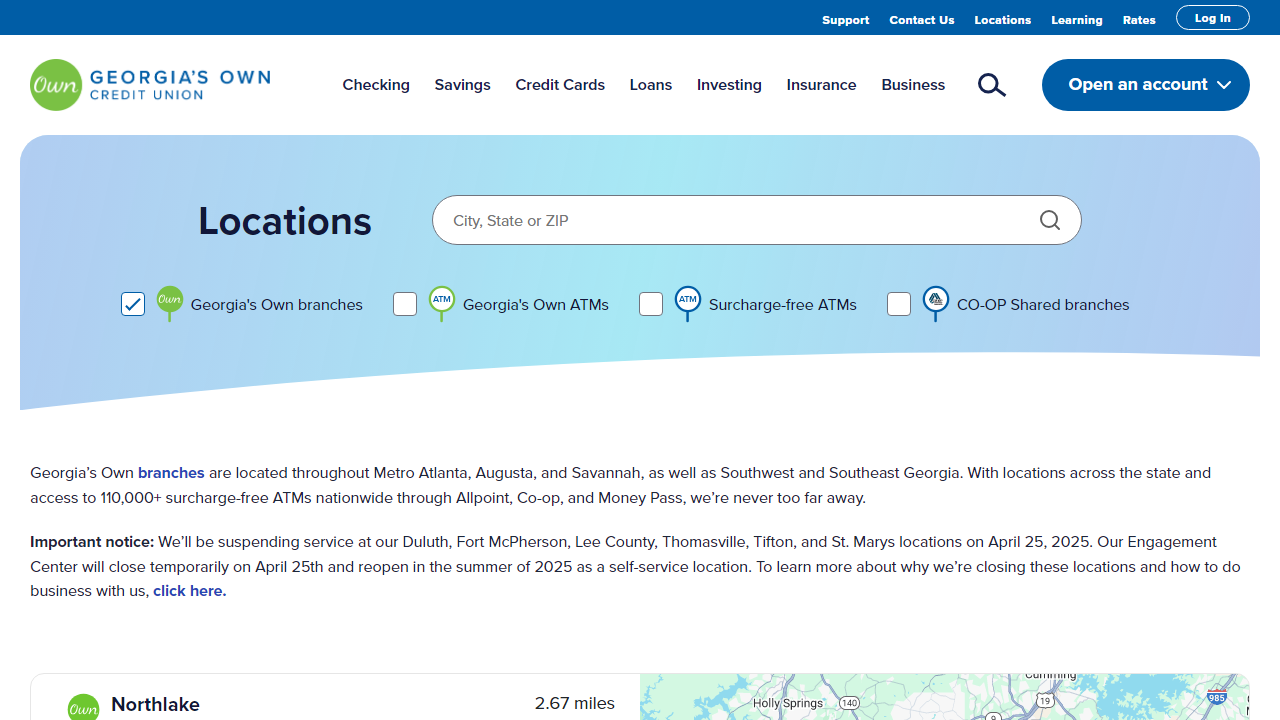 Support Contact Us Locations Learning Rates Log In
Own GEORGIA'S OWN
CREDIT UNION
Checking Savings Credit Cards Loans Investing Insurance Business
Open an account
Locations
City, State or ZIP
Own Georgia's Own branches
ATM Georgia's Own ATMs
ATM Surcharge-free ATMs
CO-OP Shared branches
Georgia’s Own branches are located throughout Metro Atlanta, Augusta, and Savannah, as well as Southwest and Southeast Georgia. With locations across the state and
access to 110,000+ surcharge-free ATMs nationwide through Allpoint, Co-op, and Money Pass, we’re never too far away.
Important notice: We’ll be suspending service at our Duluth, Fort McPherson, Lee County, Thomasville, Tifton, and St. Marys locations on April 25, 2025. Our Engagement
Center will close temporarily on April 25th and reopen in the summer of 2025 as a self-service location. To learn more about why we’re closing these locations and how to do
business with us, click here.
Own Northlake 2.67 miles
Cumming
Holly Springs 140 19 985
9